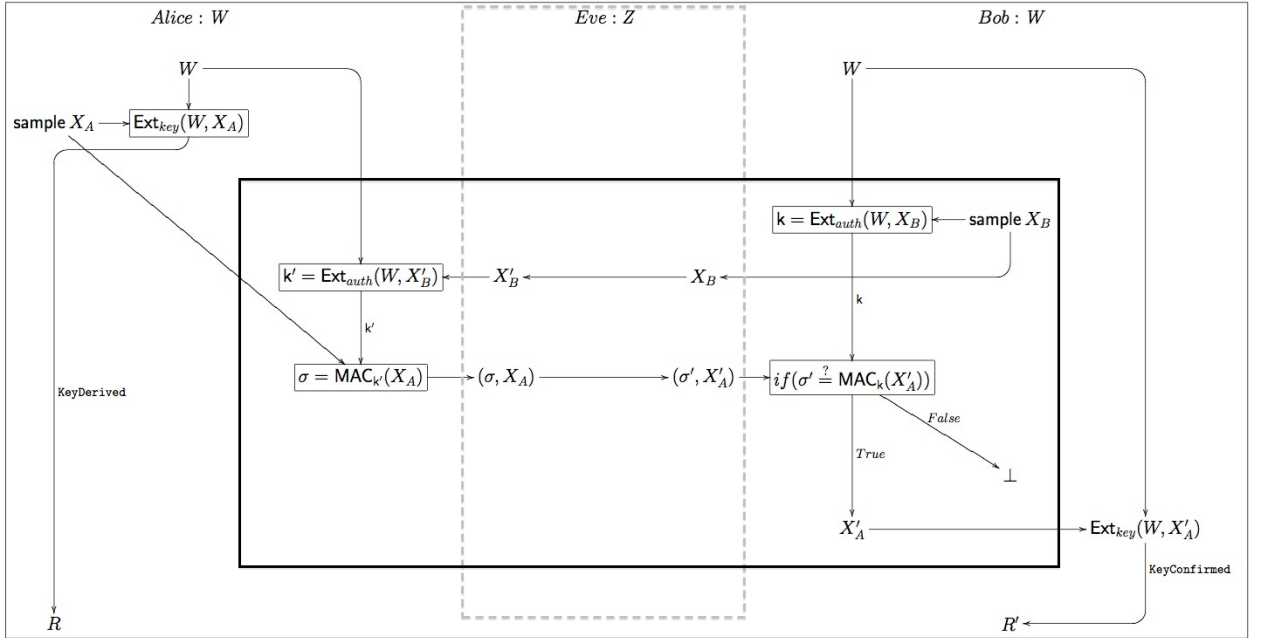 Alice : W
Eve : Z
Bob : W
W
W
sample X_A
Ext_key(W, X_A)
k = Ext_auth(W, X_B)
sample X_B
k′ = Ext_auth(W, X′_B)
X′_B
X_B
k
k′
σ = MAC_k′(X_A)
(σ, X_A)
(σ′, X′_A)
if(σ′ ≟ MAC_k(X′_A))
KeyDerived
False
True
⊥
X′_A
Ext_key(W, X′_A)
KeyConfirmed
R
R′